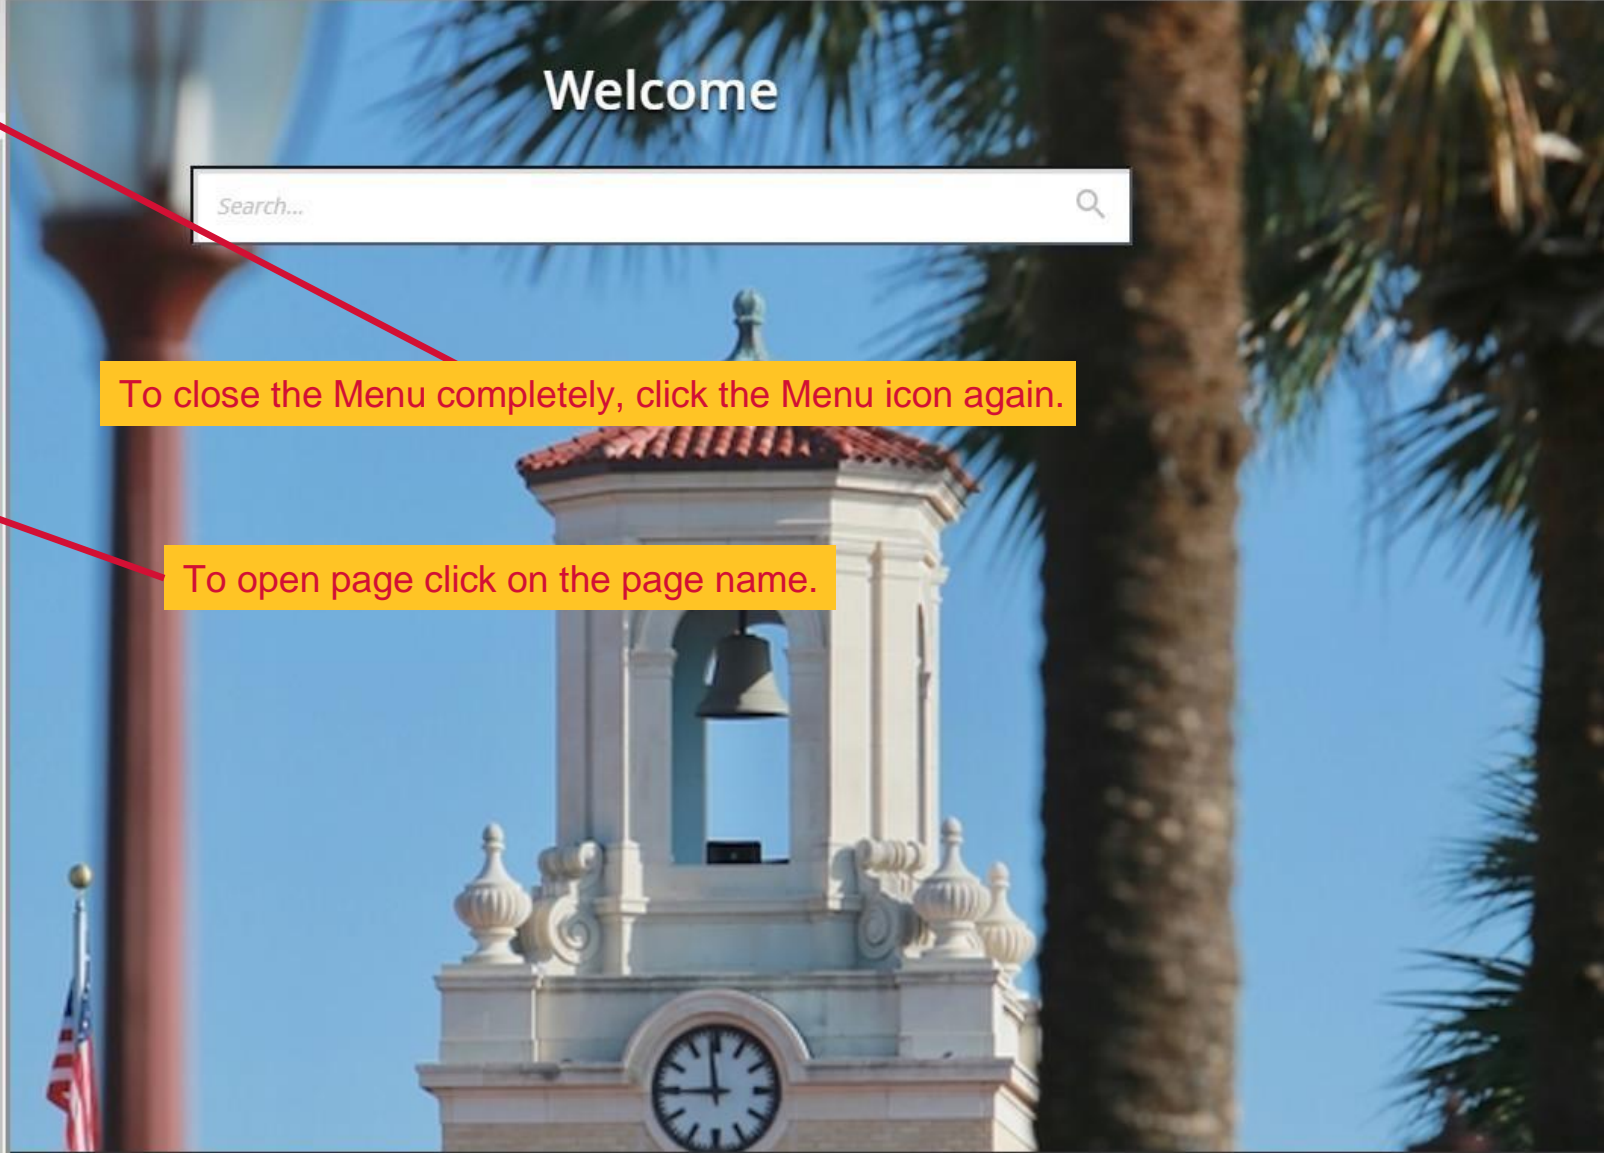 Welcome
Search...
To close the Menu completely, click the Menu icon again.
To open page click on the page name.